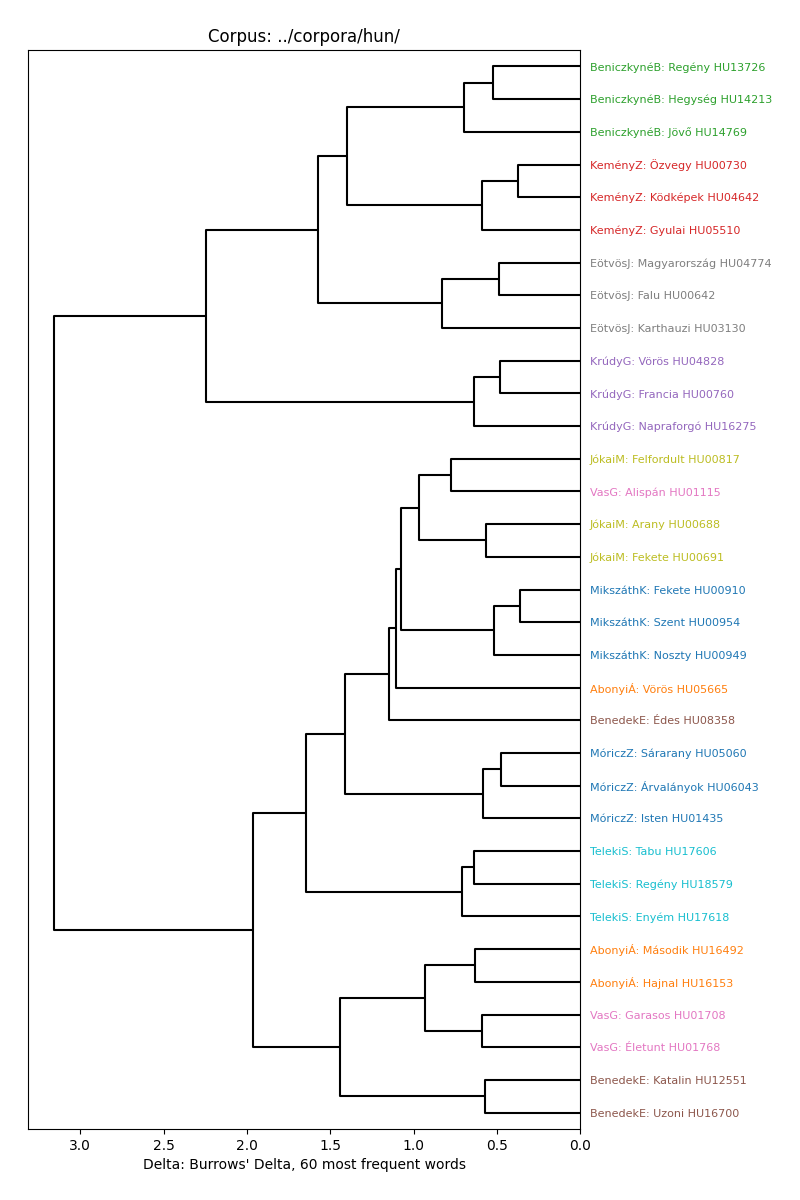 Corpus: ../corpora/hun/
BeniczkynéB: Regény HU13726
BeniczkynéB: Hegység HU14213
BeniczkynéB: Jövő HU14769
KeményZ: Özvegy HU00730
KeményZ: Ködképek HU04642
KeményZ: Gyulai HU05510
EötvösJ: Magyarország HU04774
EötvösJ: Falu HU00642
EötvösJ: Karthauzi HU03130
KrúdyG: Vörös HU04828
KrúdyG: Francia HU00760
KrúdyG: Napraforgó HU16275
JókaiM: Felfordult HU00817
VasG: Alispán HU01115
JókaiM: Arany HU00688
JókaiM: Fekete HU00691
MikszáthK: Fekete HU00910
MikszáthK: Szent HU00954
MikszáthK: Noszty HU00949
AbonyiÁ: Vörös HU05665
BenedekE: Édes HU08358
MóriczZ: Sárarany HU05060
MóriczZ: Árvalányok HU06043
MóriczZ: Isten HU01435
TelekiS: Tabu HU17606
TelekiS: Regény HU18579
TelekiS: Enyém HU17618
AbonyiÁ: Második HU16492
AbonyiÁ: Hajnal HU16153
VasG: Garasos HU01708
VasG: Életunt HU01768
BenedekE: Katalin HU12551
BenedekE: Uzoni HU16700
3.0 2.5 2.0 1.5 1.0 0.5 0.0
Delta: Burrows' Delta, 60 most frequent words